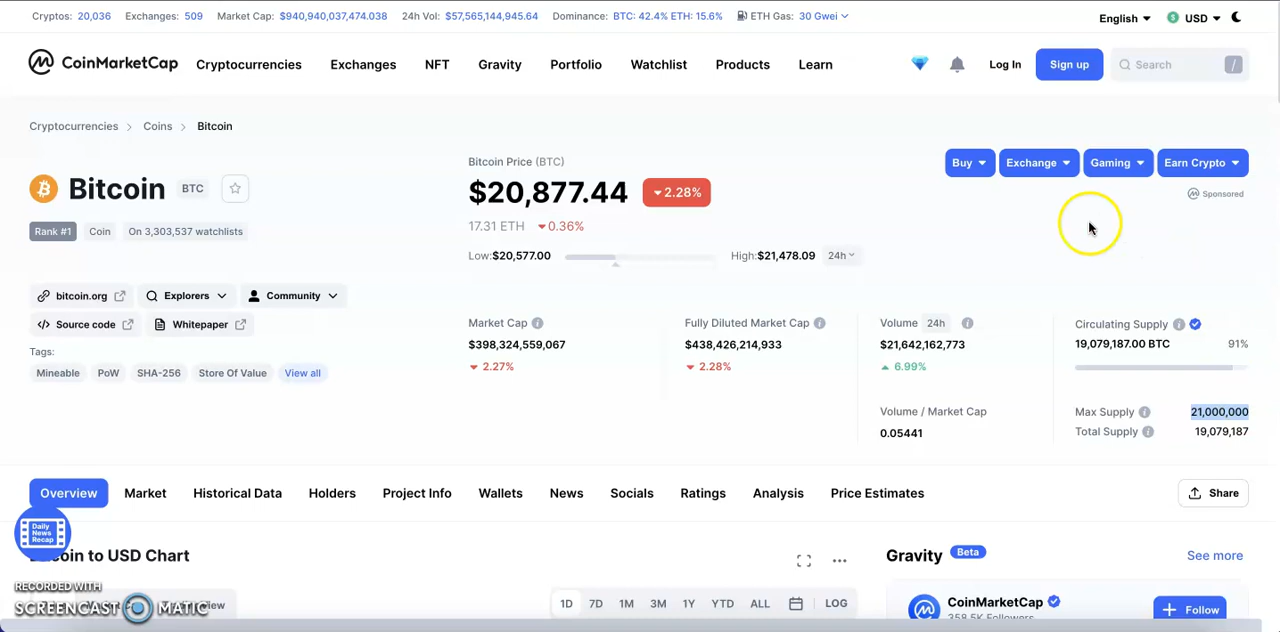 Cryptos: 20,036 Exchanges: 509 Market Cap: $940,940,037,474.038 24h Vol: $57,565,144,945.64 Dominance: BTC: 42.4% ETH: 15.6% ETH Gas: 30 Gwei English USD
CoinMarketCap Cryptocurrencies Exchanges NFT Gravity Portfolio Watchlist Products Learn Log In Sign up Search /
Cryptocurrencies > Coins > Bitcoin
Bitcoin Price (BTC)
Buy Exchange Gaming Earn Crypto
Bitcoin BTC $20,877.44 2.28%
Sponsored
17.31 ETH 0.36%
Rank #1 Coin On 3,303,537 watchlists
Low:$20,577.00 High:$21,478.09 24h
bitcoin.org Explorers Community
Source code Whitepaper
Market Cap Fully Diluted Market Cap Volume 24h Circulating Supply
$398,324,559,067 $438,426,214,933 $21,642,162,773 19,079,187.00 BTC 91%
Tags:
2.27% 2.28% 6.99%
Mineable PoW SHA-256 Store Of Value View all
Volume / Market Cap Max Supply 21,000,000
0.05441 Total Supply 19,079,187
Overview Market Historical Data Holders Project Info Wallets News Socials Ratings Analysis Price Estimates Share
Daily
News
Recap
to USD Chart
Gravity Beta See more
RECORDED WITH
SCREENCAST MATIC
1D 7D 1M 3M 1Y YTD ALL LOG
CoinMarketCap
358.5K Followers
+ Follow